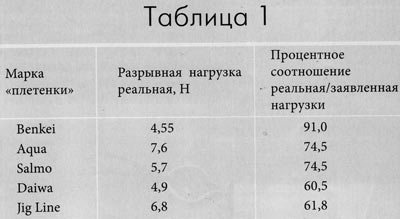 Таблица 1
Марка «плетенки» Разрывная нагрузка реальная, Н Процентное соотношение реальная/заявленная нагрузки
Benkei 4,55 91,0
Aqua 7,6 74,5
Salmo 5,7 74,5
Daiwa 4,9 60,5
Jig Line 6,8 61,8